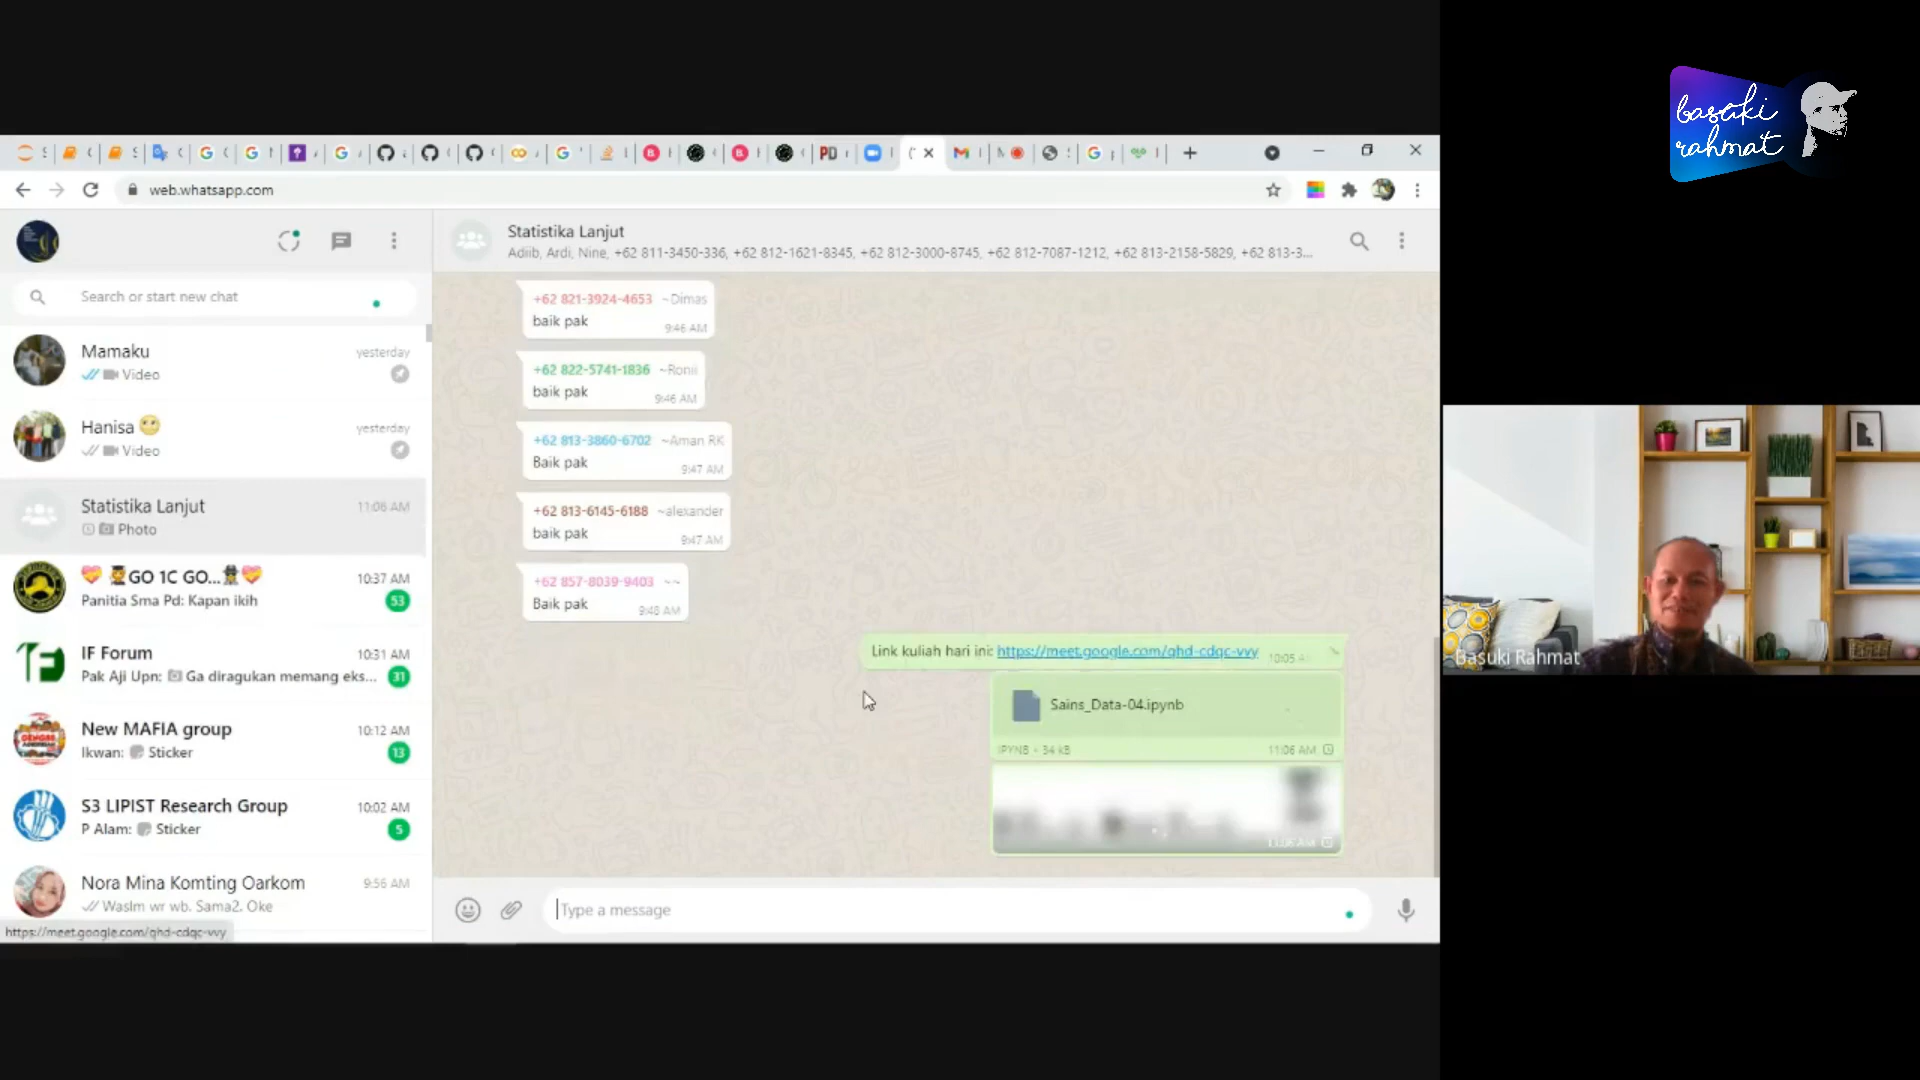 basuki
rahmat
web.whatsapp.com
Search or start new chat
Mamaku
yesterday
Video
Hanisa
yesterday
Video
Statistika Lanjut
11:06 AM
Photo
GO 1C GO...
10:37 AM
Panitia Sma Pd: Kapan ikih
53
IF Forum
10:31 AM
Pak Aji Upn: Ga diragukan memang eks...
31
New MAFIA group
10:12 AM
Ikwan: Sticker
13
S3 LIPIST Research Group
10:02 AM
P Alam: Sticker
5
Nora Mina Komting Oarkom
9:56 AM
Waslm wr wb. Sama2. Oke
https://meet.google.com/qhd-cdqc-vvy
Statistika Lanjut
Adiib, Ardi, Nine, +62 811-3450-336, +62 812-1621-8345, +62 812-3000-8745, +62 812-7087-1212, +62 813-2158-5829, +62 813-3...
+62 821-3924-4653 ~Dimas
baik pak
9:46 AM
+62 822-5741-1836 ~Ronii
baik pak
9:46 AM
+62 813-3860-6702 ~Aman RK
Baik pak
9:47 AM
+62 813-6145-6188 ~alexander
baik pak
9:47 AM
+62 857-8039-9403 ~~
Baik pak
9:48 AM
Link kuliah hari ini: https://meet.google.com/qhd-cdqc-vvy
10:05
Sains_Data-04.ipynb
IPYNB • 34 kB
11:06 AM
11:06 AM
Type a message
Basuki Rahmat